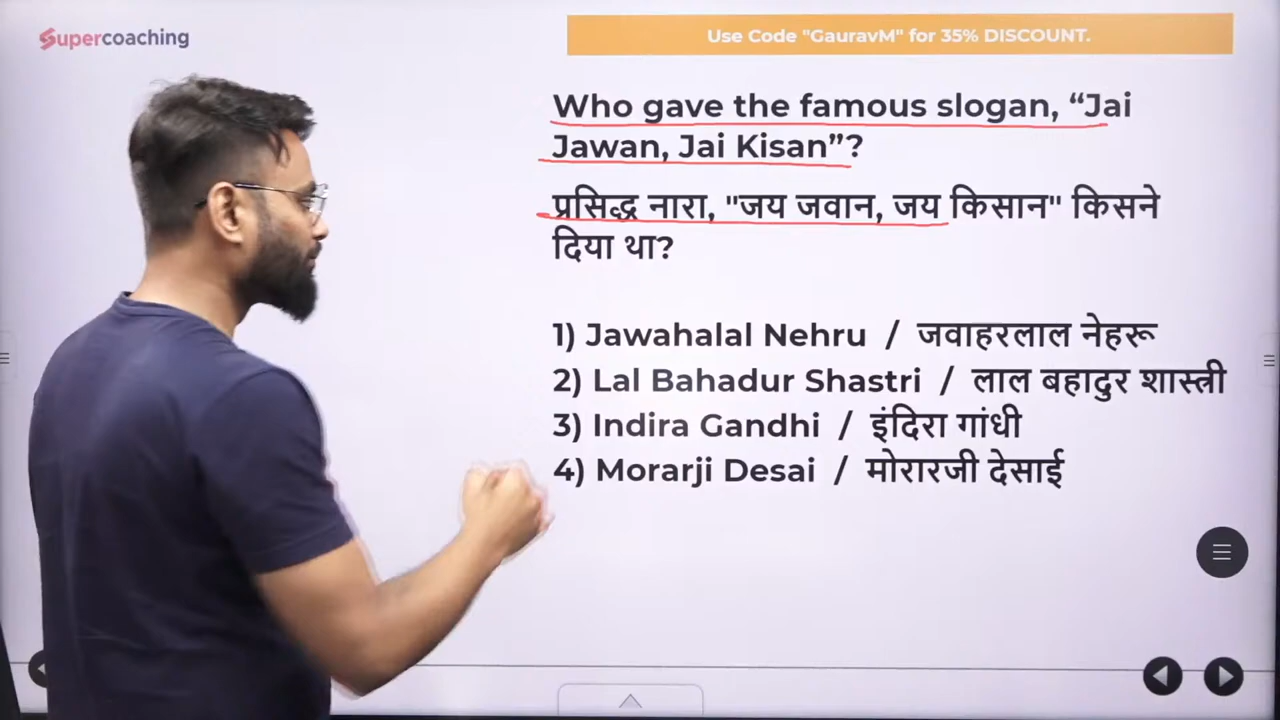 Supercoaching
Use Code "GauravM" for 35% DISCOUNT.
Who gave the famous slogan, “Jai
Jawan, Jai Kisan”?
प्रसिद्ध नारा, "जय जवान, जय किसान" किसने
दिया था?
1) Jawahalal Nehru / जवाहरलाल नेहरू
2) Lal Bahadur Shastri / लाल बहादुर शास्त्री
3) Indira Gandhi / इंदिरा गांधी
4) Morarji Desai / मोरारजी देसाई